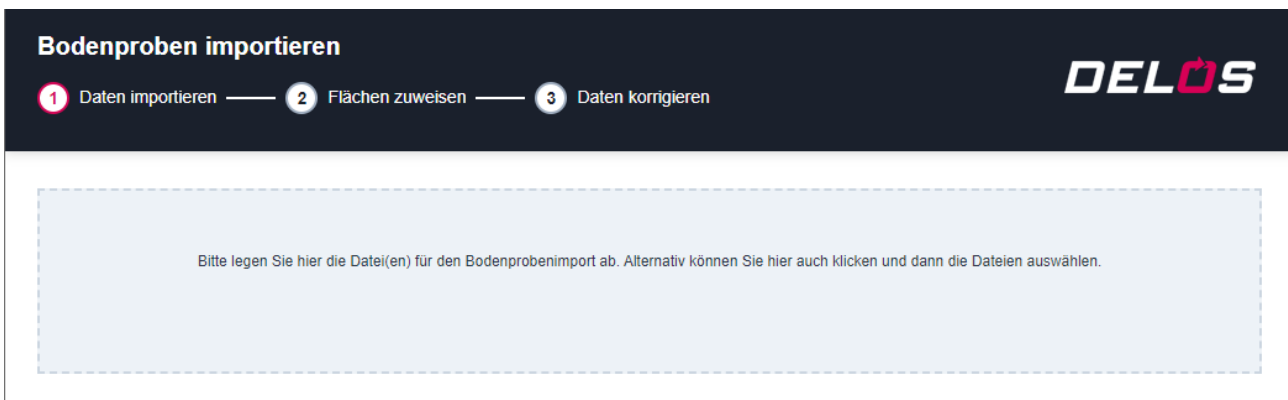 Bodenproben importieren
DELOS
1 Daten importieren 2 Flächen zuweisen 3 Daten korrigieren
Bitte legen Sie hier die Datei(en) für den Bodenprobenimport ab. Alternativ können Sie hier auch klicken und dann die Dateien auswählen.